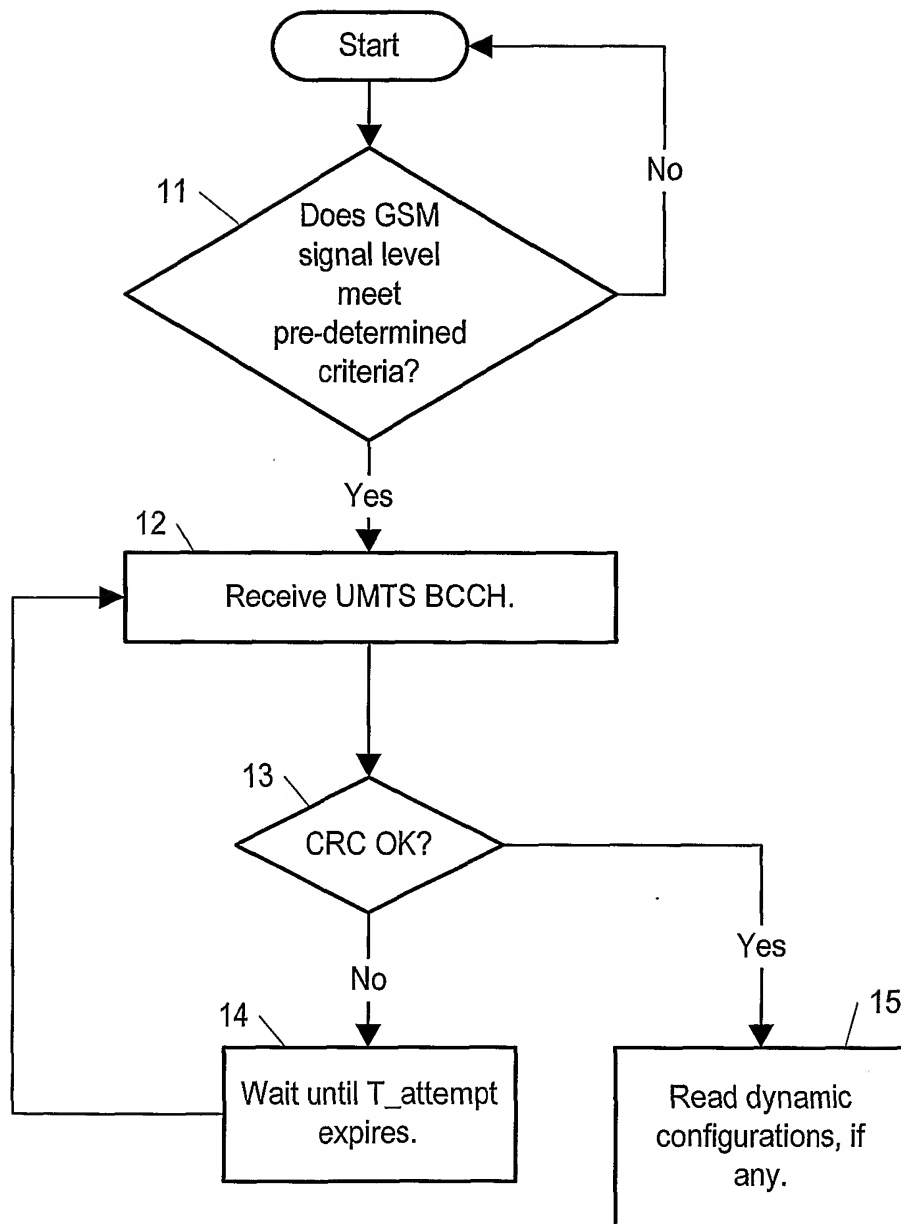 Start
No
11
Does GSM
signal level
meet
pre-determined
criteria?
Yes
12
Receive UMTS BCCH.
13
CRC OK?
Yes
No
14
15
Wait until T_attempt
expires.
Read dynamic
configurations, if
any.